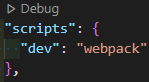 Debug
"scripts": {
"dev": "webpack"
},